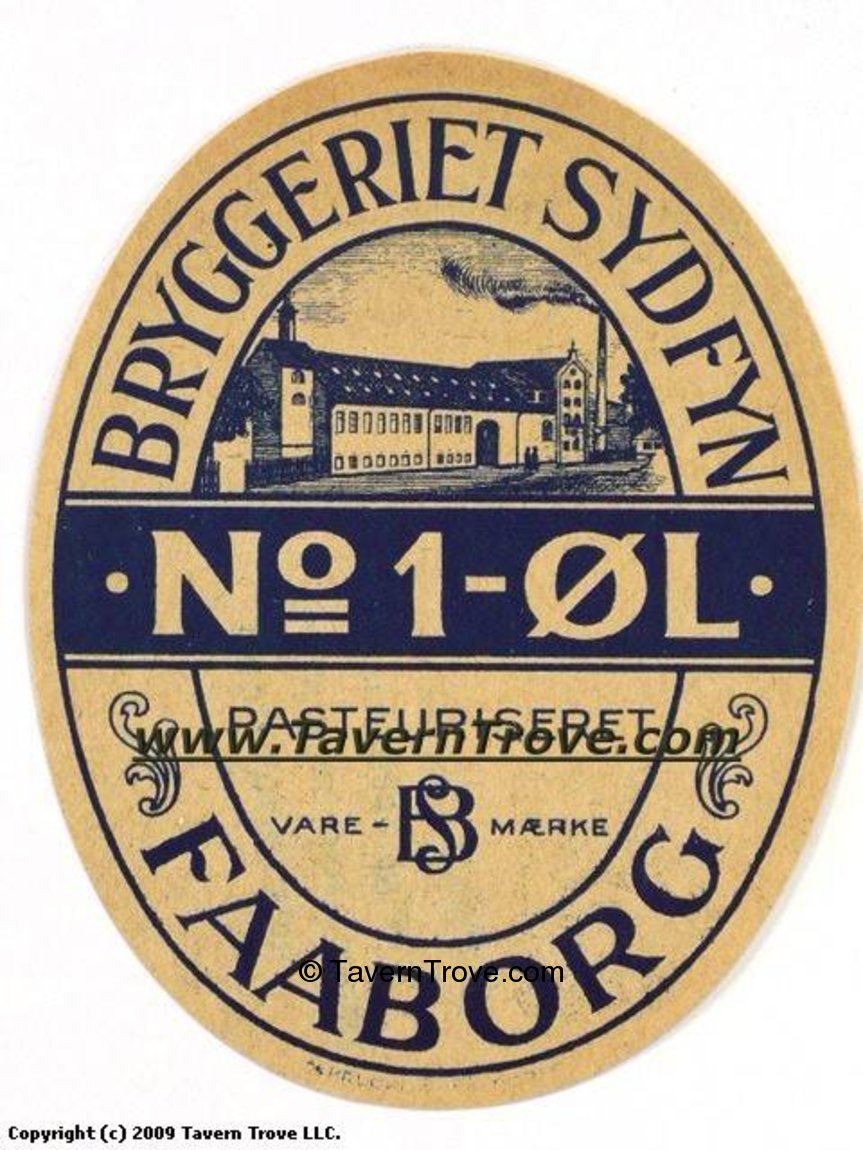 BRYGGERIET SYDFYN
· No 1-ØL ·
PASTEURISERET
www.TavernTrove.com
VARE - BS MÆRKE
FAABORG
© TavernTrove.com
Copyright (c) 2009 Tavern Trove LLC.